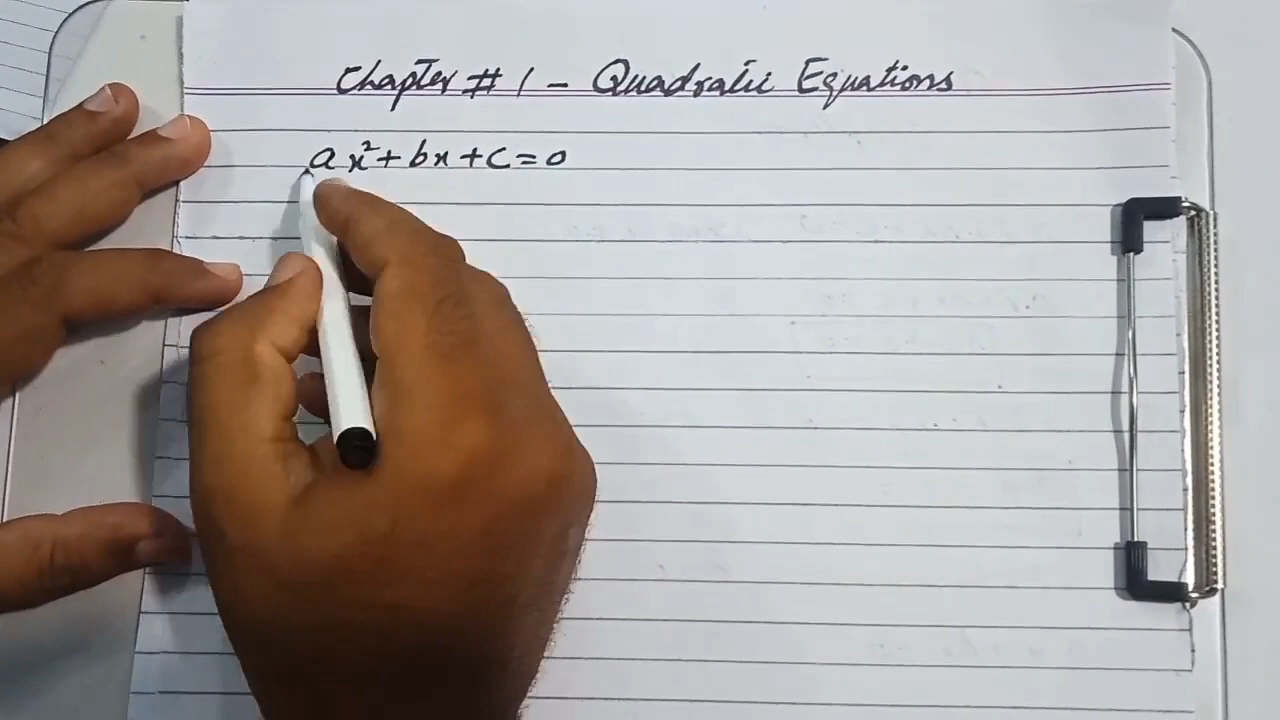 Chapter # 1 - Quadratic Equations
ax²+bx+c=0